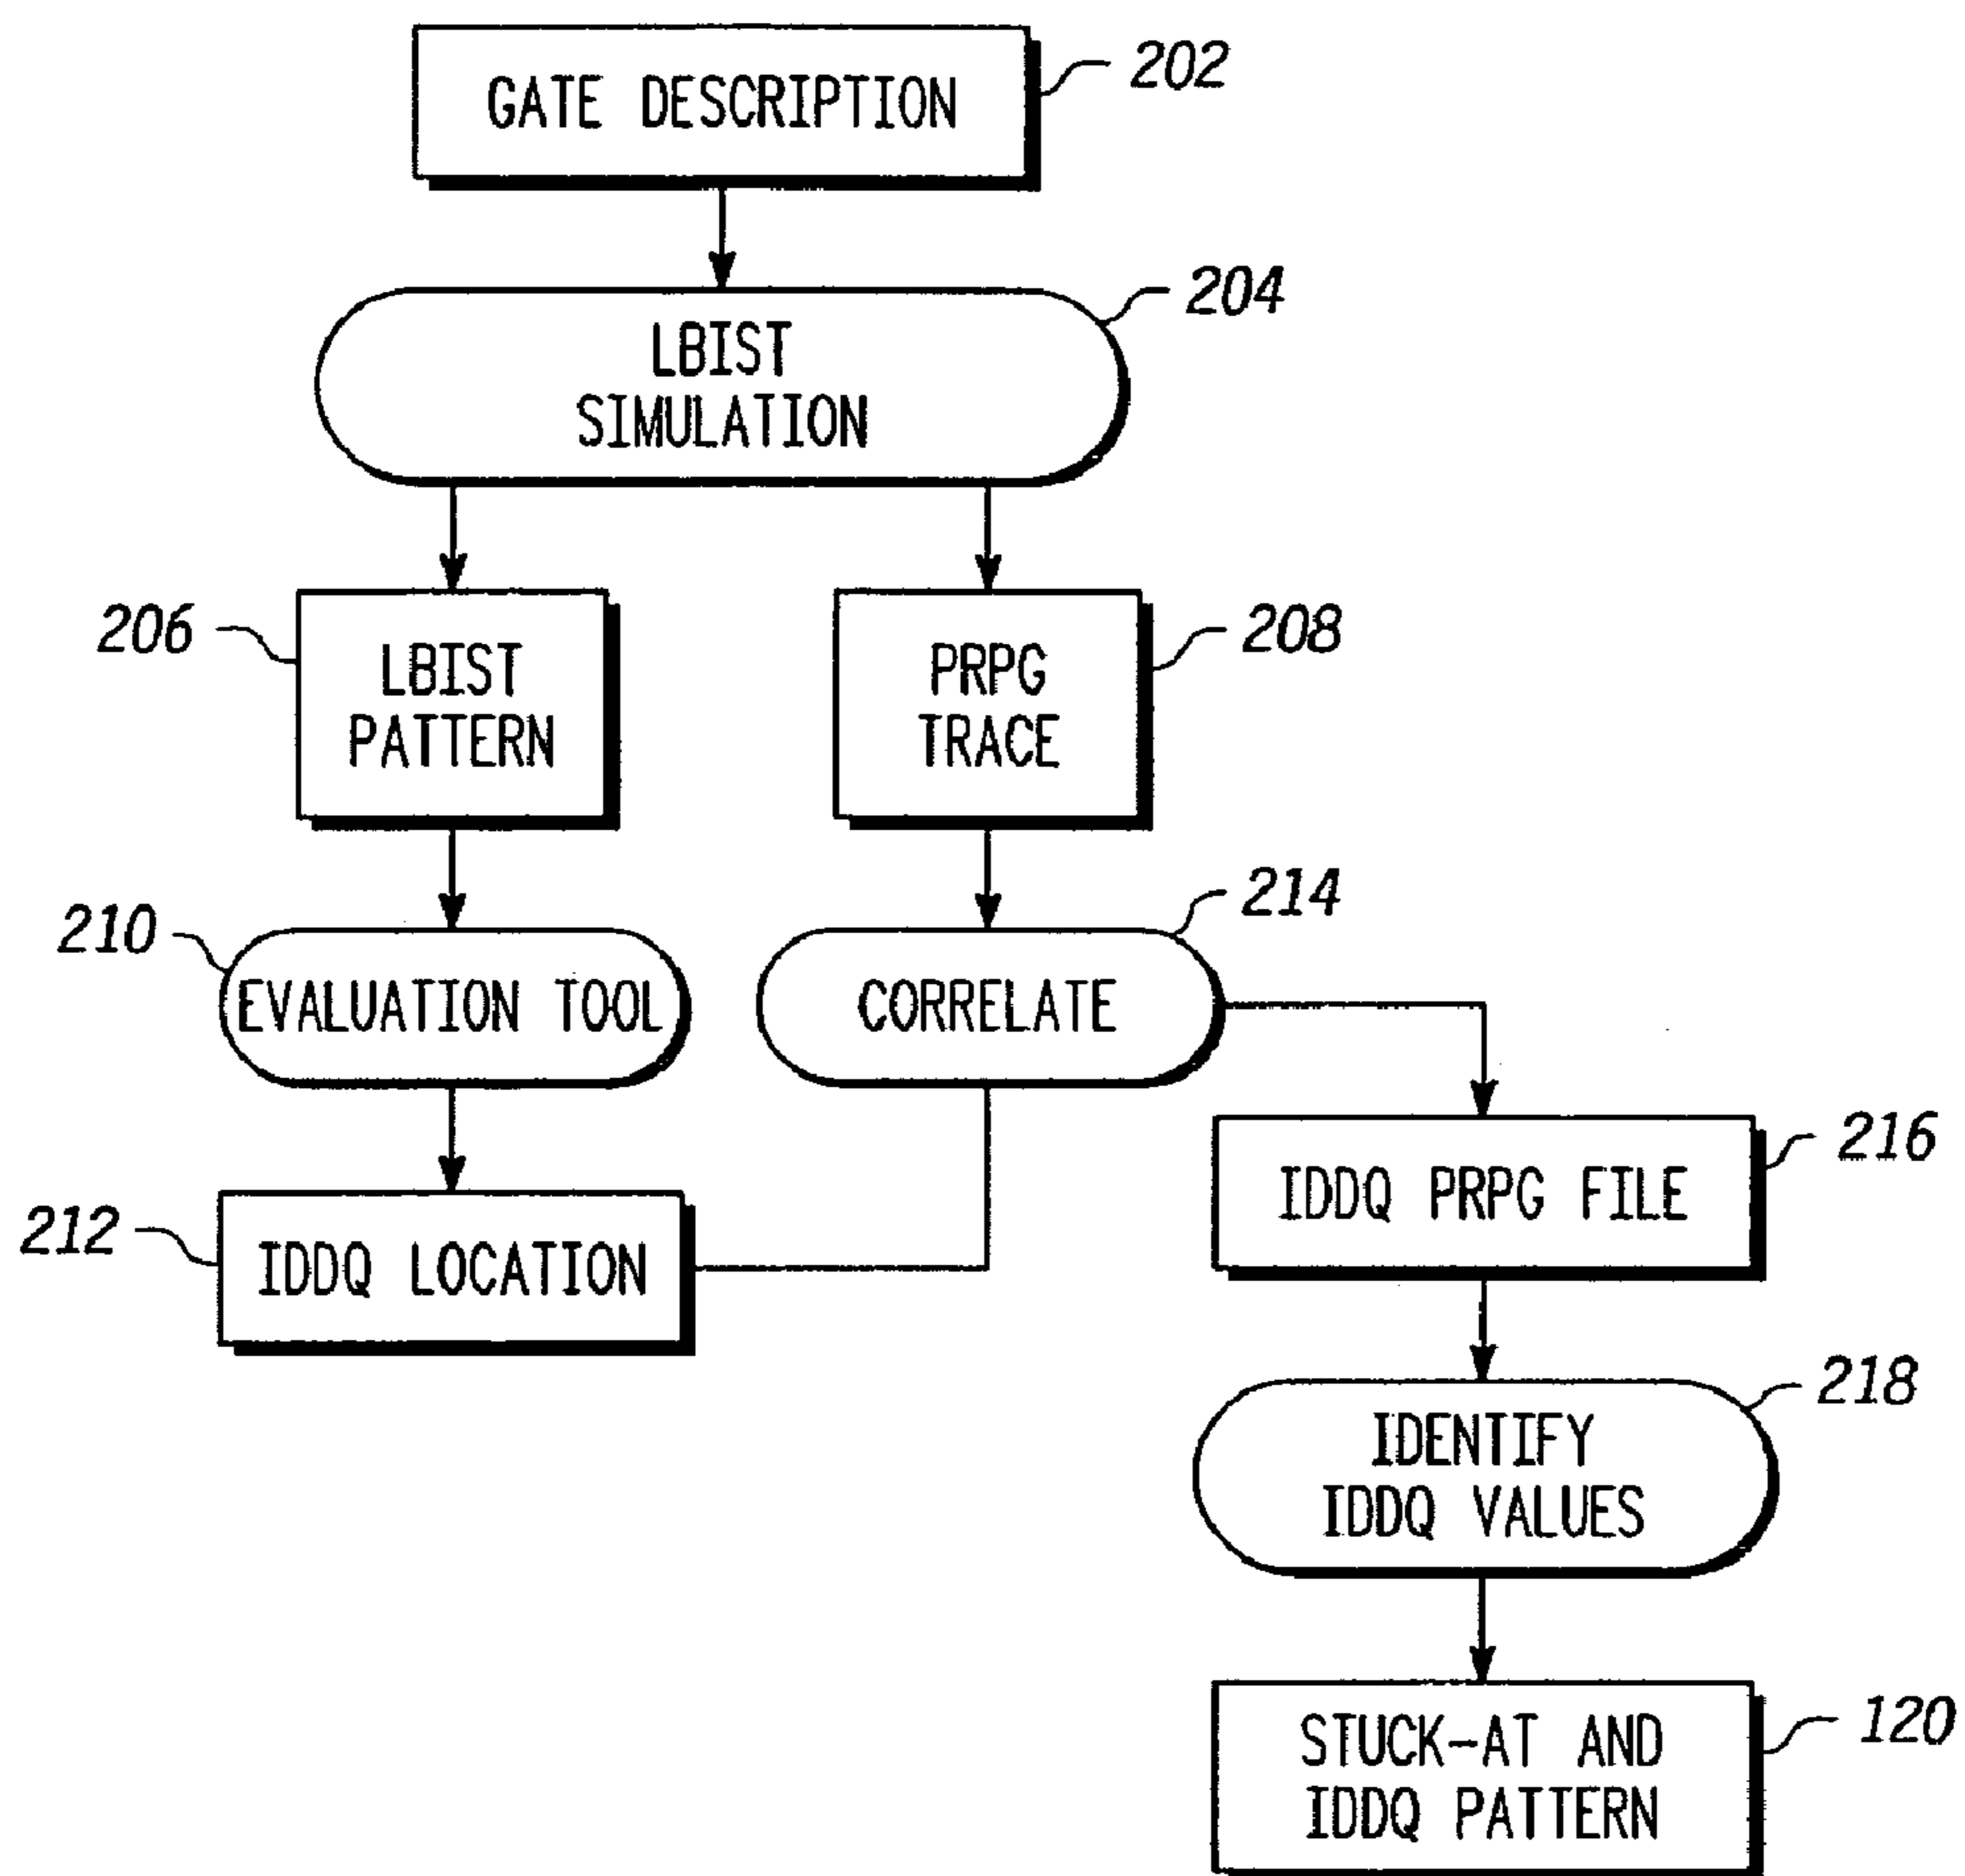 GATE DESCRIPTION
202
LBIST
SIMULATION
204
206
LBIST
PATTERN
PRPG
TRACE
208
210
EVALUATION TOOL
CORRELATE
214
212
IDDQ LOCATION
IDDQ PRPG FILE
216
IDENTIFY
IDDQ VALUES
218
STUCK-AT AND
IDDQ PATTERN
120